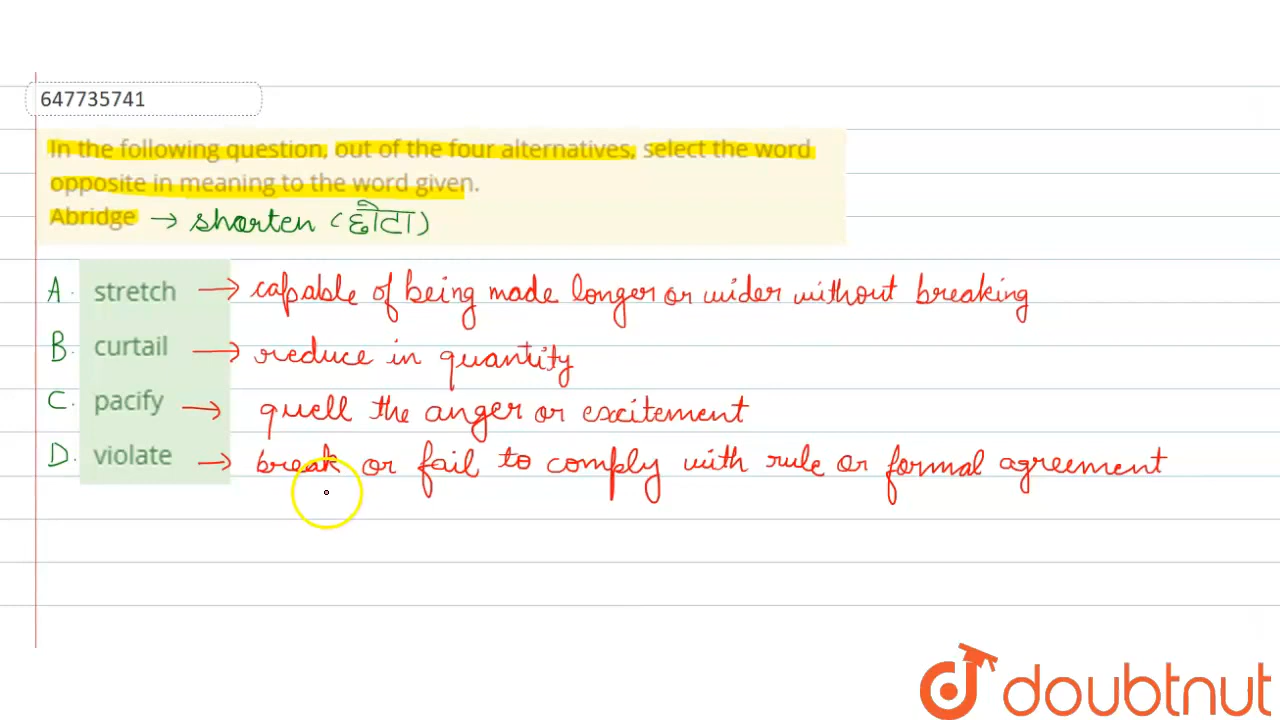 647735741
In the following question, out of the four alternatives, select the word
opposite in meaning to the word given.
Abridge → shorten (छोटा)
A. stretch → capable of being made longer or wider without breaking
B. curtail → reduce in quantity
C. pacify → quell the anger or excitement
D. violate → break or fail to comply with rule or formal agreement
doubtnut